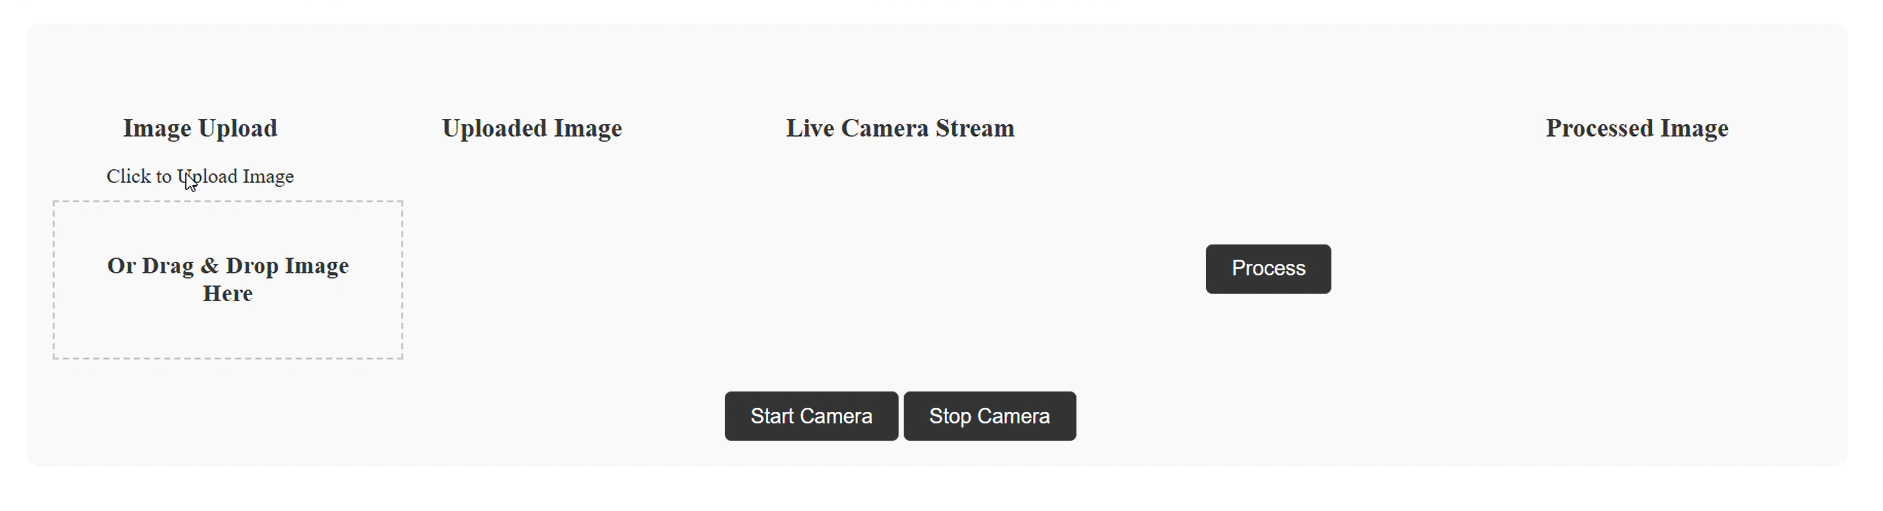 Image Upload
Uploaded Image
Live Camera Stream
Processed Image
Click to Upload Image
Or Drag & Drop Image
Here
Process
Start Camera
Stop Camera